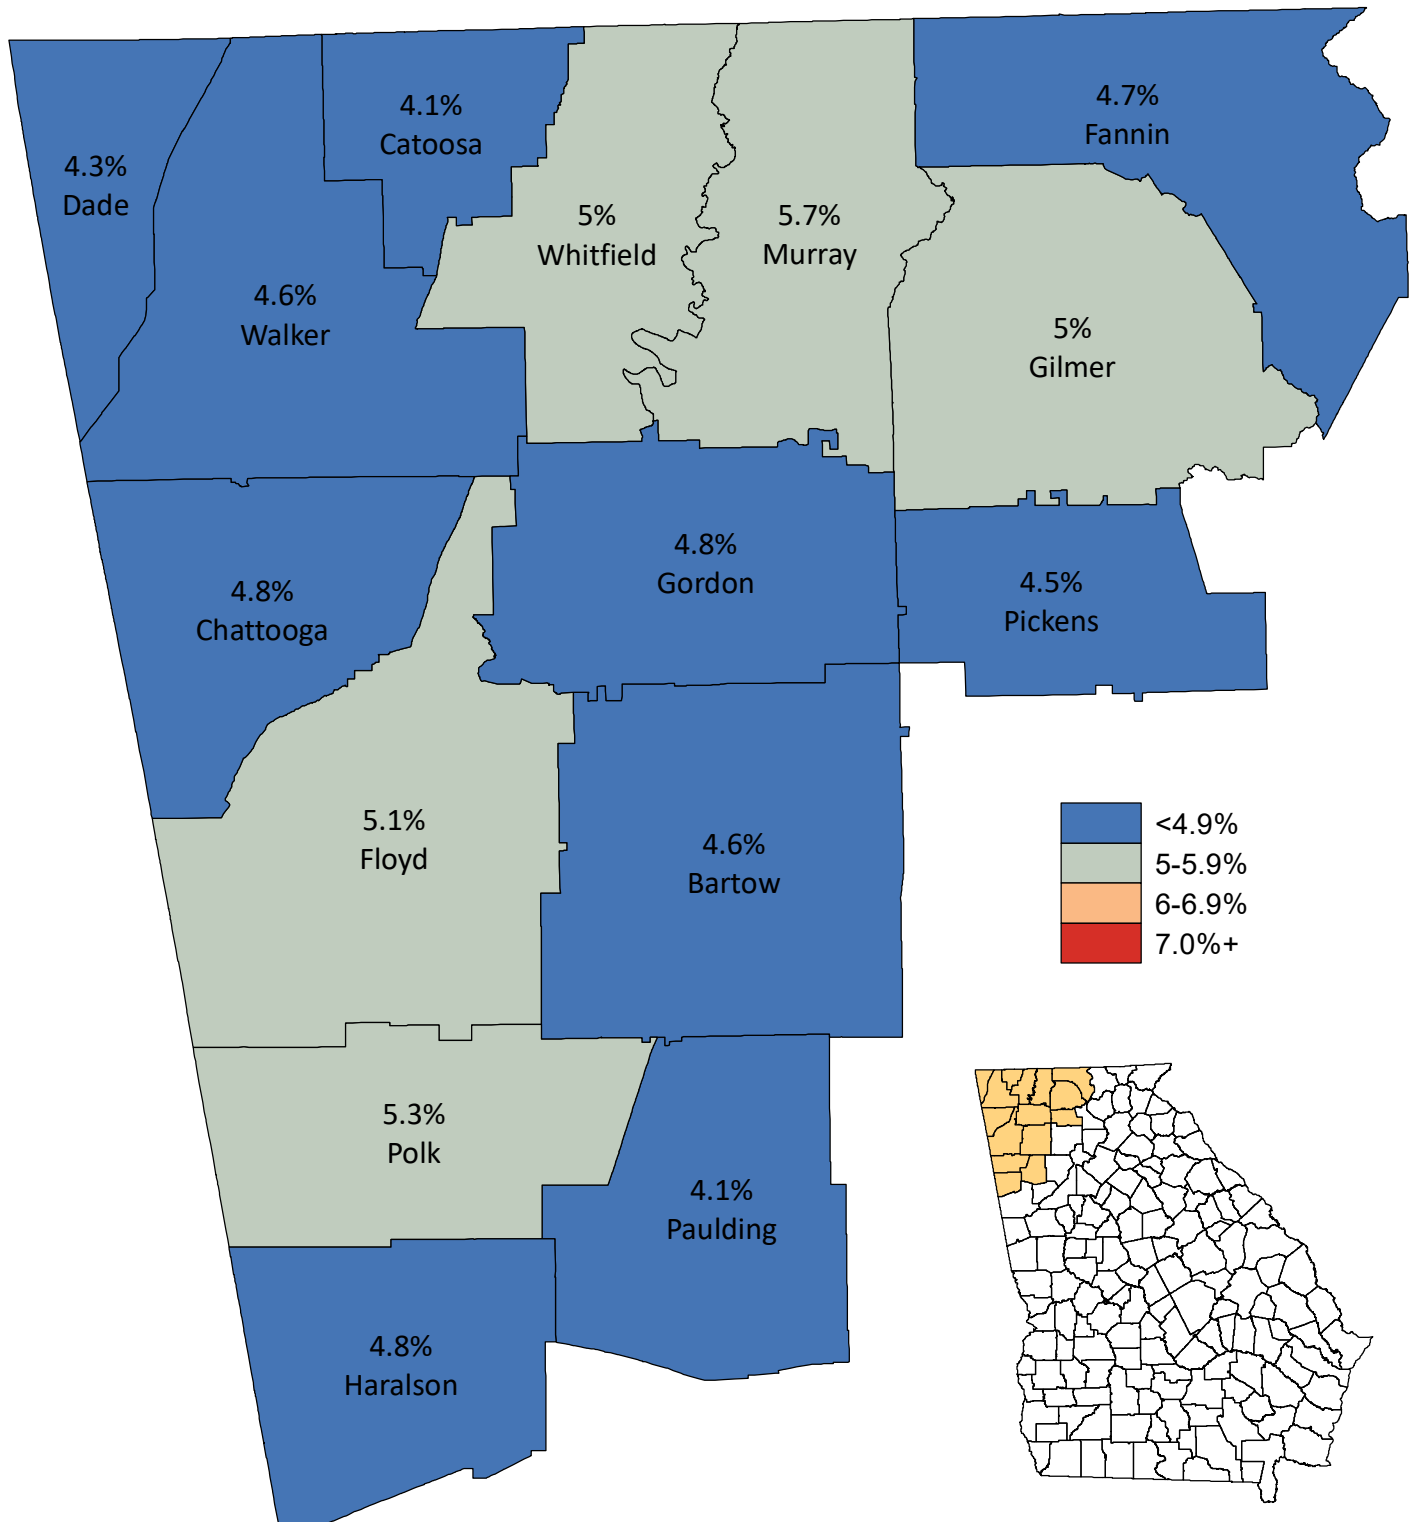 4.7%
Fannin
4.1%
Catoosa
4.3%
Dade
5%
Whitfield
5.7%
Murray
4.6%
Walker
5%
Gilmer
4.8%
Gordon
4.5%
Pickens
4.8%
Chattooga
5.1%
Floyd
4.6%
Bartow
<4.9%
5-5.9%
6-6.9%
7.0%+
5.3%
Polk
4.1%
Paulding
4.8%
Haralson